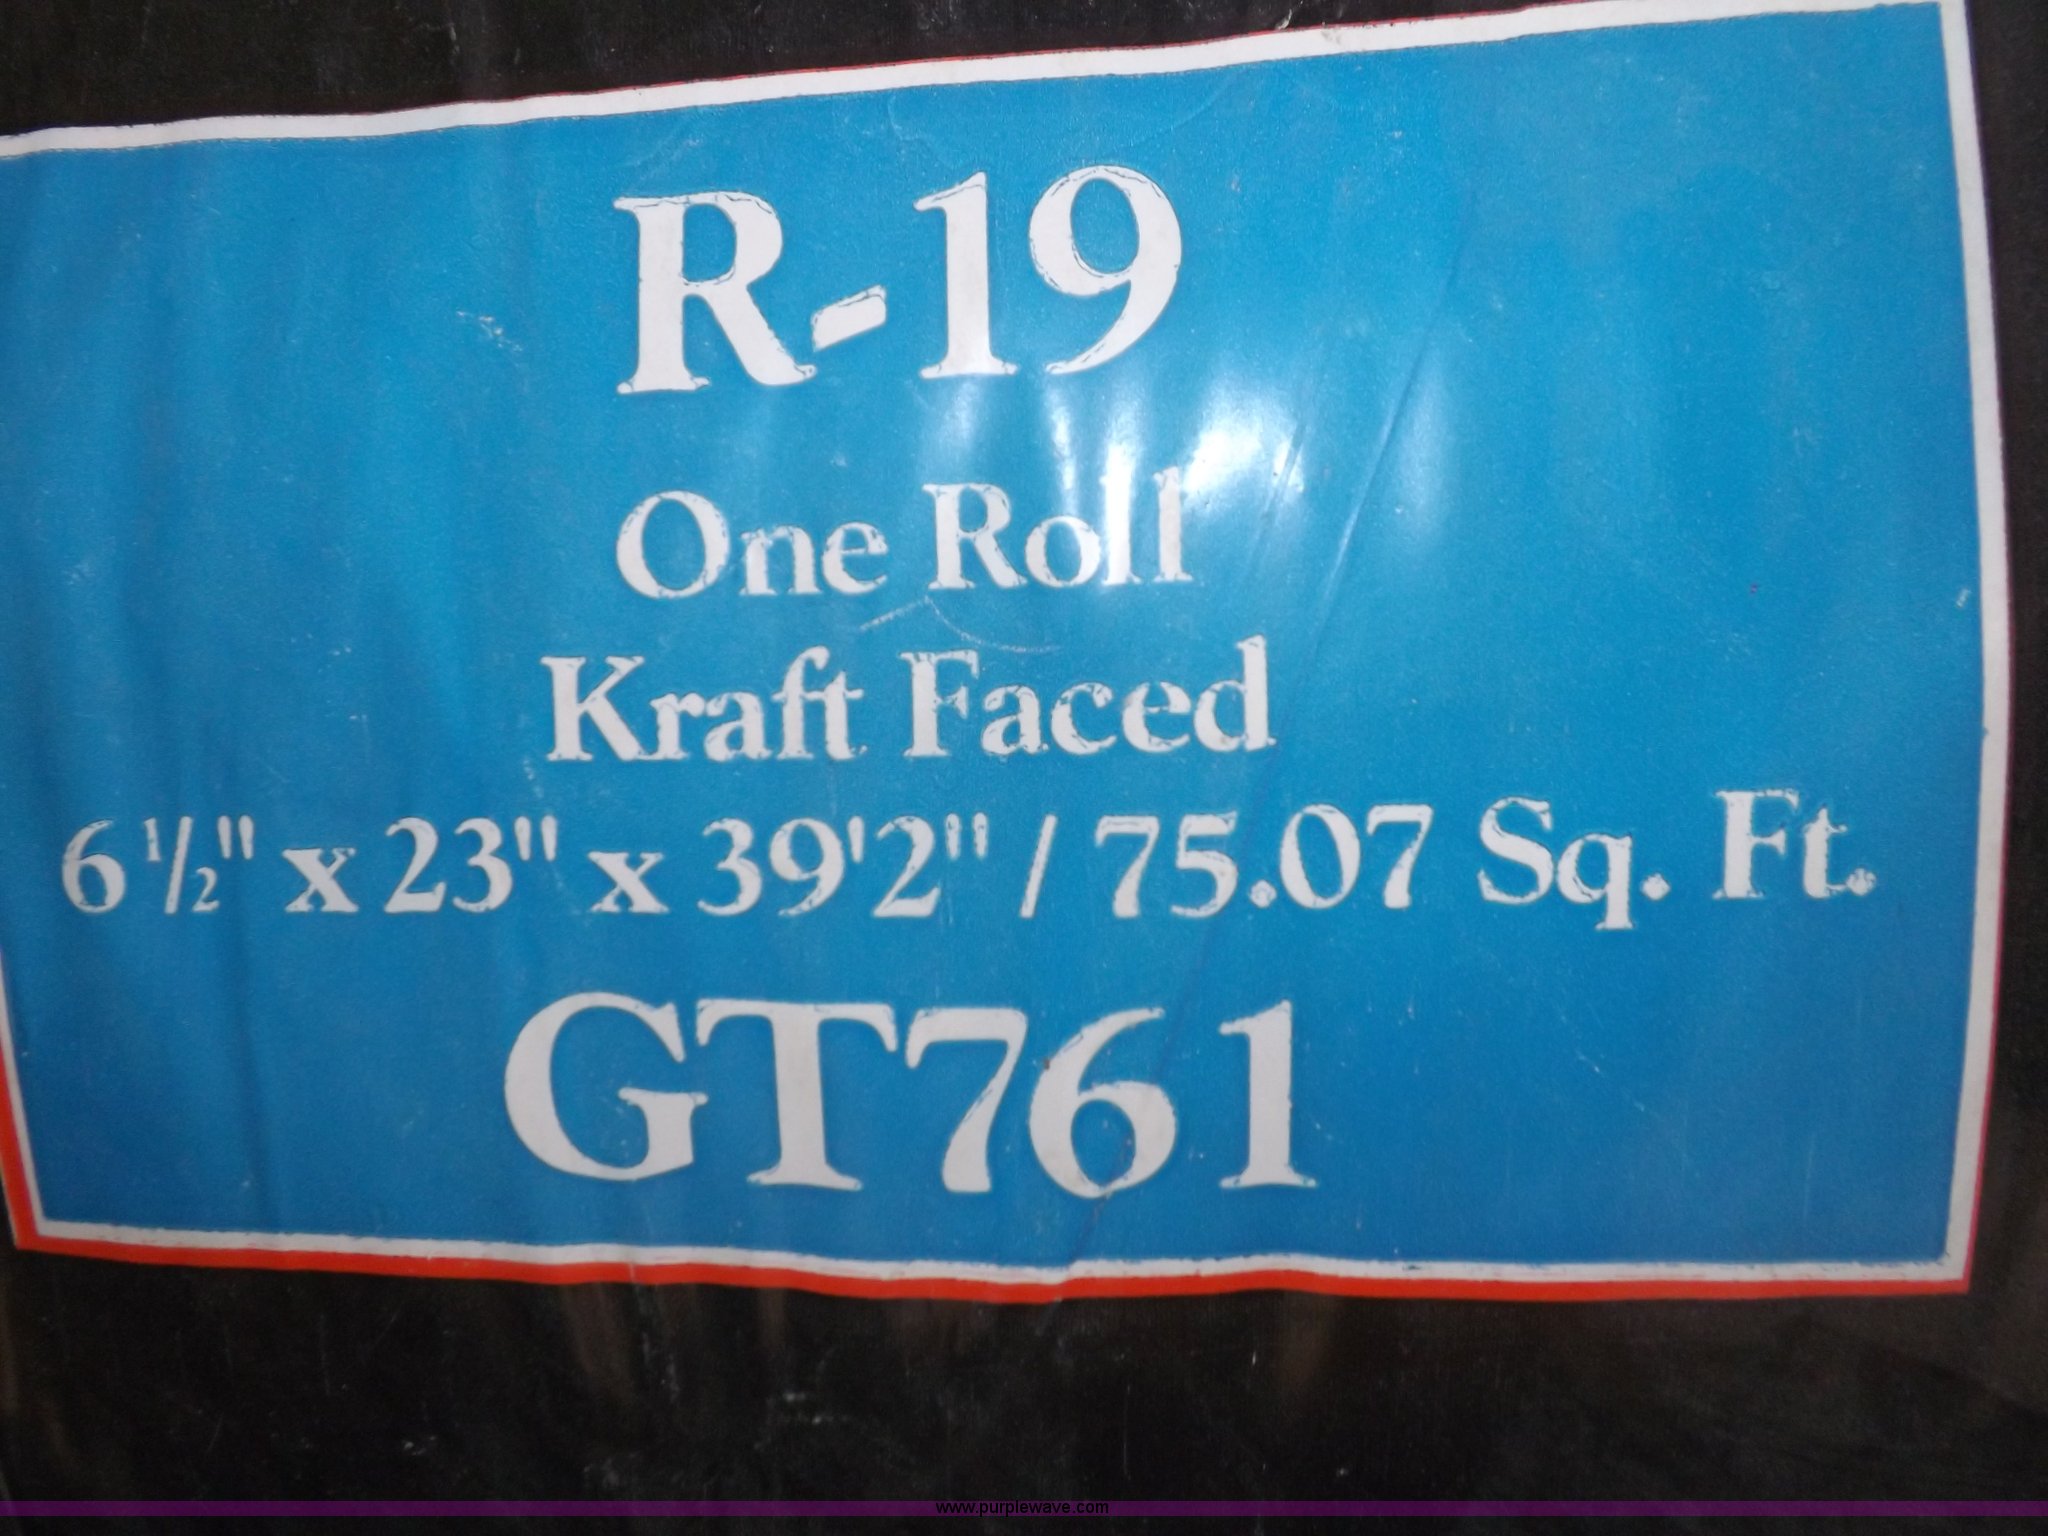 R-19
One Roll
Kraft Faced
6 1/2" x 23" x 39'2" / 75.07 Sq. Ft.
GT761
www.purplewave.com